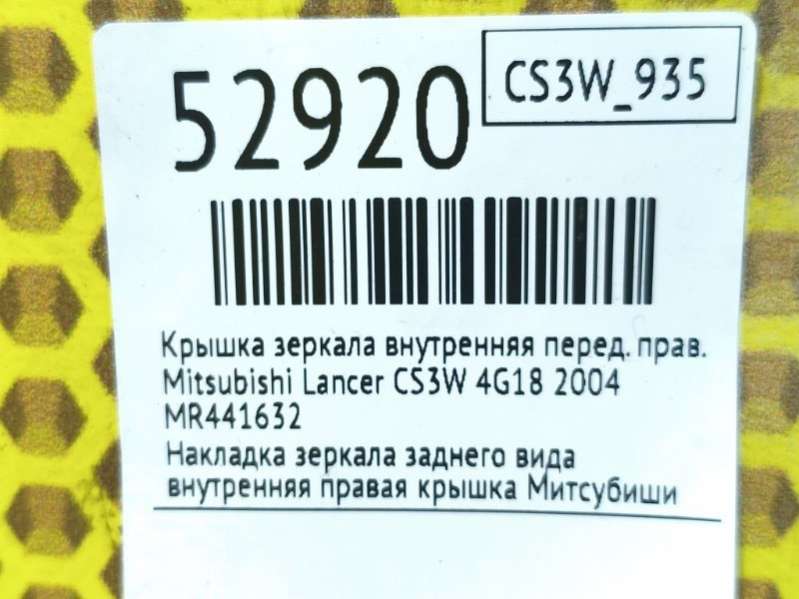 52920
CS3W_935
Крышка зеркала внутренняя перед. прав.
Mitsubishi Lancer CS3W 4G18 2004
MR441632
Накладка зеркала заднего вида
внутренняя правая крышка Митсубиши